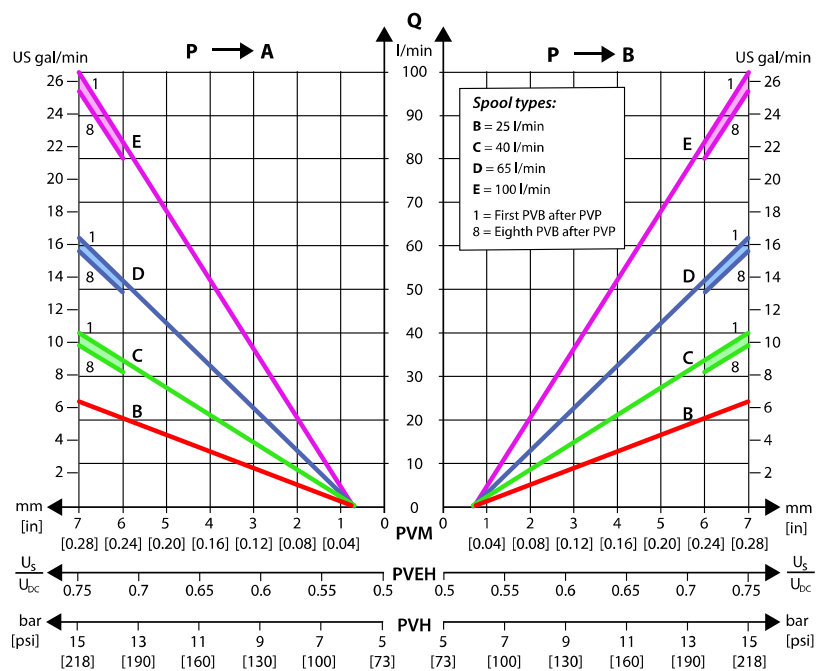 Q
P A l/min P B
US gal/min US gal/min
100
26 26
1 1
90
24 24
8 8
E E
80
22 22
20 20
70
18 18
60
16 16
1 1
14 14
8 8
D D
50
12 12
40
10 10
1 1
C C
8 8
30
8 8
6 6
B B
20
4 4
10
2 2
0
Spool types:
B = 25 l/min
C = 40 l/min
D = 65 l/min
E = 100 l/min
1 = First PVB after PVP
8 = Eighth PVB after PVP
mm 7 6 5 4 3 2 1 0 0 1 2 3 4 5 6 7 mm
[in] [0.28] [0.24] [0.20] [0.16] [0.12] [0.08] [0.04] PVM [0.04] [0.08] [0.12] [0.16] [0.20] [0.24] [0.28] [in]
US PVEH US
UDC 0.75 0.7 0.65 0.6 0.55 0.5 0.5 0.55 0.6 0.65 0.7 0.75 UDC
bar PVH bar
[psi] 15 13 11 9 7 5 5 7 9 11 13 15 [psi]
[218] [190] [160] [130] [100] [73] [73] [100] [130] [160] [190] [218]